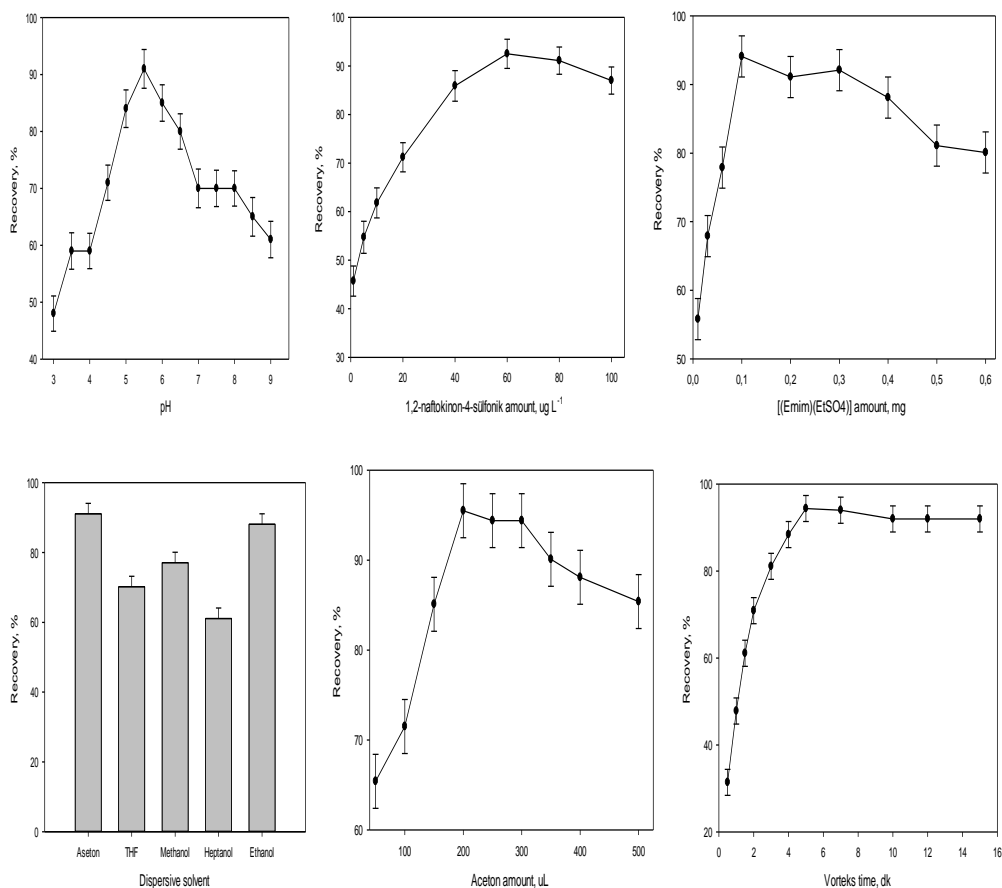 Recovery, %
100
90
80
70
60
50
40
3 4 5 6 7 8 9
pH
Recovery, %
100
90
80
70
60
50
40
30
0 20 40 60 80 100
1,2-naftokinon-4-sülfonik amount, ug L⁻¹
Recovery %
100
90
80
70
60
50
0,0 0,1 0,2 0,3 0,4 0,5 0,6
[(Emim)(EtSO4)] amount, mg
Recovery, %
100
80
60
40
20
0
Aseton THF Methanol Heptanol Ethanol
Dispersive solvent
Recovery, %
100
90
80
70
60
100 200 300 400 500
Aceton amount, uL
Recovery, %
100
80
60
40
20
0 2 4 6 8 10 12 14 16
Vorteks time, dk